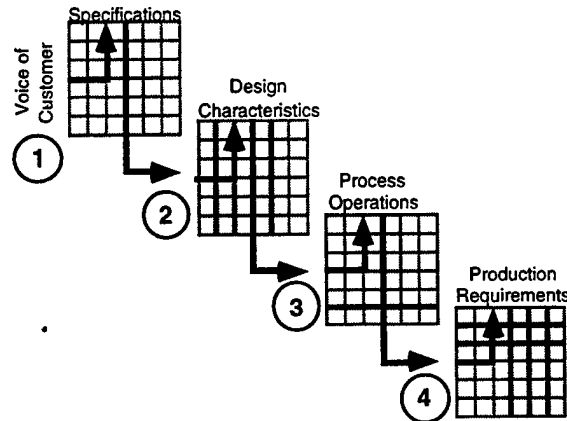 Specifications
Voice of
Customer
1
Design
Characteristics
2
Process
Operations
3
Production
Requirements
4